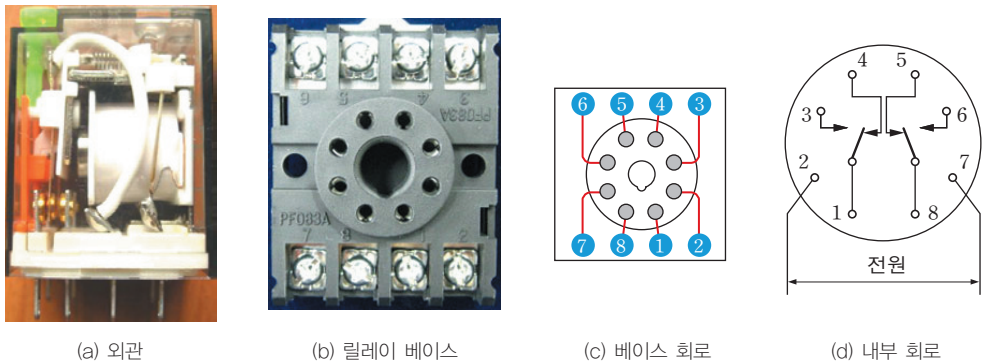 6 5 4 3
PF083A
PF083A
7 8 1 2
6 5 4 3
7 8 1 2
4 5
3 6
2 7
1 8
전원
(a) 외관
(b) 릴레이 베이스
(c) 베이스 회로
(d) 내부 회로